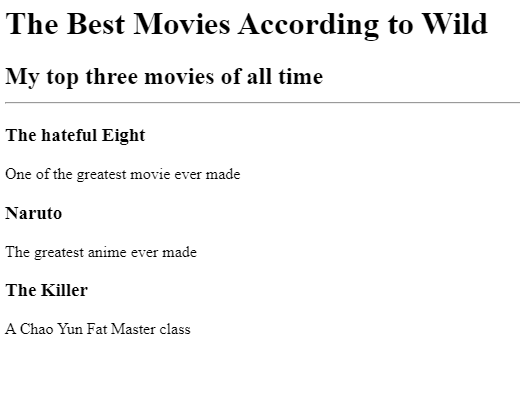 The Best Movies According to Wild
My top three movies of all time
The hateful Eight
One of the greatest movie ever made
Naruto
The greatest anime ever made
The Killer
A Chao Yun Fat Master class